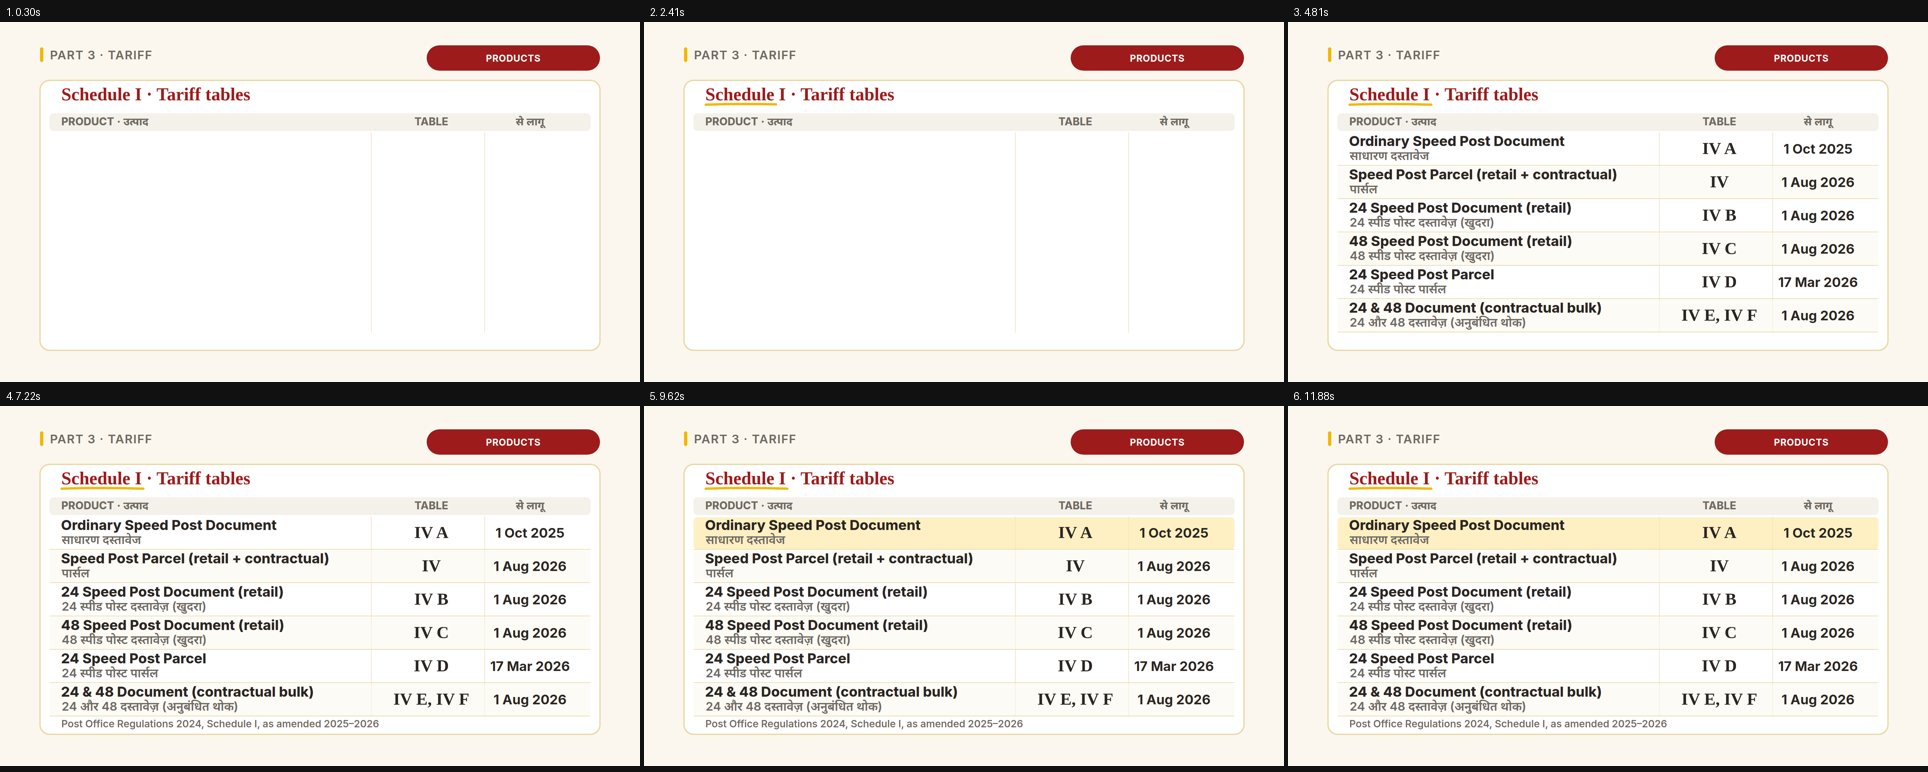 1. 0.30s
PART 3 · TARIFF
PRODUCTS
Schedule I · Tariff tables
PRODUCT · उत्पाद TABLE से लागू
2. 2.41s
PART 3 · TARIFF
PRODUCTS
Schedule I · Tariff tables
PRODUCT · उत्पाद TABLE से लागू
3. 4.81s
PART 3 · TARIFF
PRODUCTS
Schedule I · Tariff tables
PRODUCT · उत्पाद TABLE से लागू
Ordinary Speed Post Document IV A 1 Oct 2025
साधारण दस्तावेज
Speed Post Parcel (retail + contractual) IV 1 Aug 2026
पार्सल
24 Speed Post Document (retail) IV B 1 Aug 2026
24 स्पीड पोस्ट दस्तावेज़ (खुदरा)
48 Speed Post Document (retail) IV C 1 Aug 2026
48 स्पीड पोस्ट दस्तावेज़ (खुदरा)
24 Speed Post Parcel IV D 17 Mar 2026
24 स्पीड पोस्ट पार्सल
24 & 48 Document (contractual bulk) IV E, IV F 1 Aug 2026
24 और 48 दस्तावेज़ (अनुबंधित थोक)
4. 7.22s
PART 3 · TARIFF
PRODUCTS
Schedule I · Tariff tables
PRODUCT · उत्पाद TABLE से लागू
Ordinary Speed Post Document IV A 1 Oct 2025
साधारण दस्तावेज
Speed Post Parcel (retail + contractual) IV 1 Aug 2026
पार्सल
24 Speed Post Document (retail) IV B 1 Aug 2026
24 स्पीड पोस्ट दस्तावेज़ (खुदरा)
48 Speed Post Document (retail) IV C 1 Aug 2026
48 स्पीड पोस्ट दस्तावेज़ (खुदरा)
24 Speed Post Parcel IV D 17 Mar 2026
24 स्पीड पोस्ट पार्सल
24 & 48 Document (contractual bulk) IV E, IV F 1 Aug 2026
24 और 48 दस्तावेज़ (अनुबंधित थोक)
Post Office Regulations 2024, Schedule I, as amended 2025–2026
5. 9.62s
PART 3 · TARIFF
PRODUCTS
Schedule I · Tariff tables
PRODUCT · उत्पाद TABLE से लागू
Ordinary Speed Post Document IV A 1 Oct 2025
साधारण दस्तावेज
Speed Post Parcel (retail + contractual) IV 1 Aug 2026
पार्सल
24 Speed Post Document (retail) IV B 1 Aug 2026
24 स्पीड पोस्ट दस्तावेज़ (खुदरा)
48 Speed Post Document (retail) IV C 1 Aug 2026
48 स्पीड पोस्ट दस्तावेज़ (खुदरा)
24 Speed Post Parcel IV D 17 Mar 2026
24 स्पीड पोस्ट पार्सल
24 & 48 Document (contractual bulk) IV E, IV F 1 Aug 2026
24 और 48 दस्तावेज़ (अनुबंधित थोक)
Post Office Regulations 2024, Schedule I, as amended 2025–2026
6. 11.88s
PART 3 · TARIFF
PRODUCTS
Schedule I · Tariff tables
PRODUCT · उत्पाद TABLE से लागू
Ordinary Speed Post Document IV A 1 Oct 2025
साधारण दस्तावेज
Speed Post Parcel (retail + contractual) IV 1 Aug 2026
पार्सल
24 Speed Post Document (retail) IV B 1 Aug 2026
24 स्पीड पोस्ट दस्तावेज़ (खुदरा)
48 Speed Post Document (retail) IV C 1 Aug 2026
48 स्पीड पोस्ट दस्तावेज़ (खुदरा)
24 Speed Post Parcel IV D 17 Mar 2026
24 स्पीड पोस्ट पार्सल
24 & 48 Document (contractual bulk) IV E, IV F 1 Aug 2026
24 और 48 दस्तावेज़ (अनुबंधित थोक)
Post Office Regulations 2024, Schedule I, as amended 2025–2026